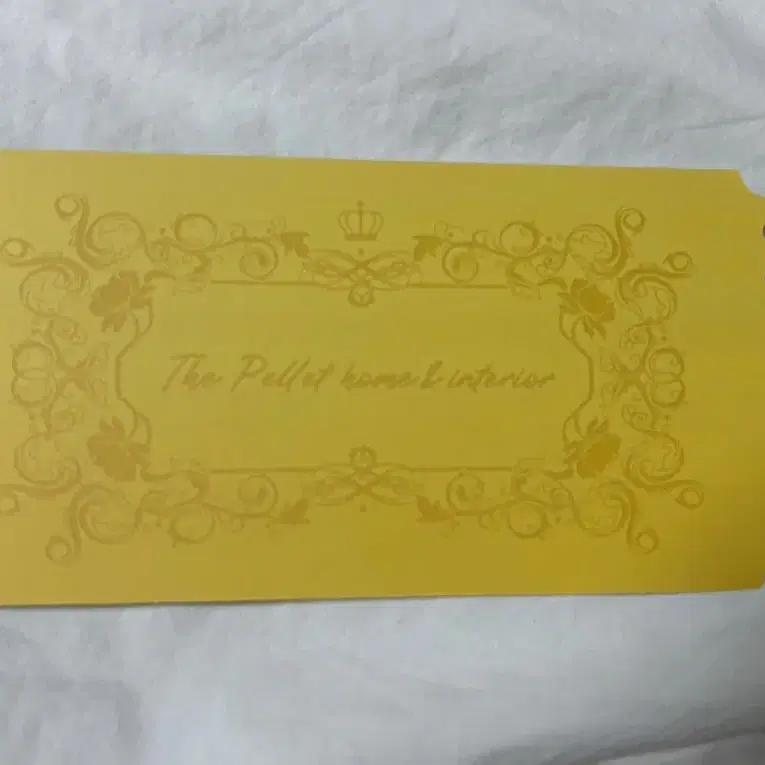 The Pellet home & interior